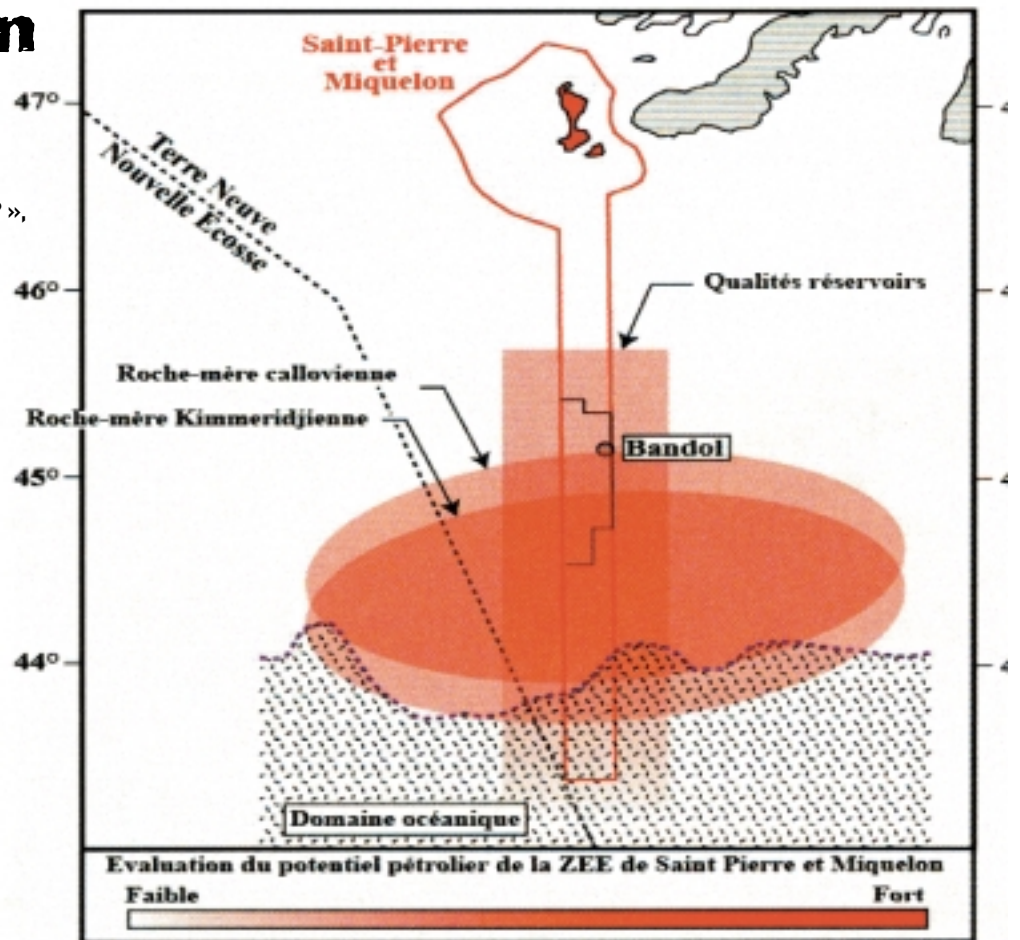 n
Saint-Pierre
et
Miquelon
47°
Terre Neuve
Nouvelle Écosse
»,
46°
Qualités réservoirs
Roche-mère callovienne
Roche-mère Kimmeridjienne
Bandol
45°
44°
Domaine océanique
Evaluation du potentiel pétrolier de la ZEE de Saint Pierre et Miquelon
Faible
Fort